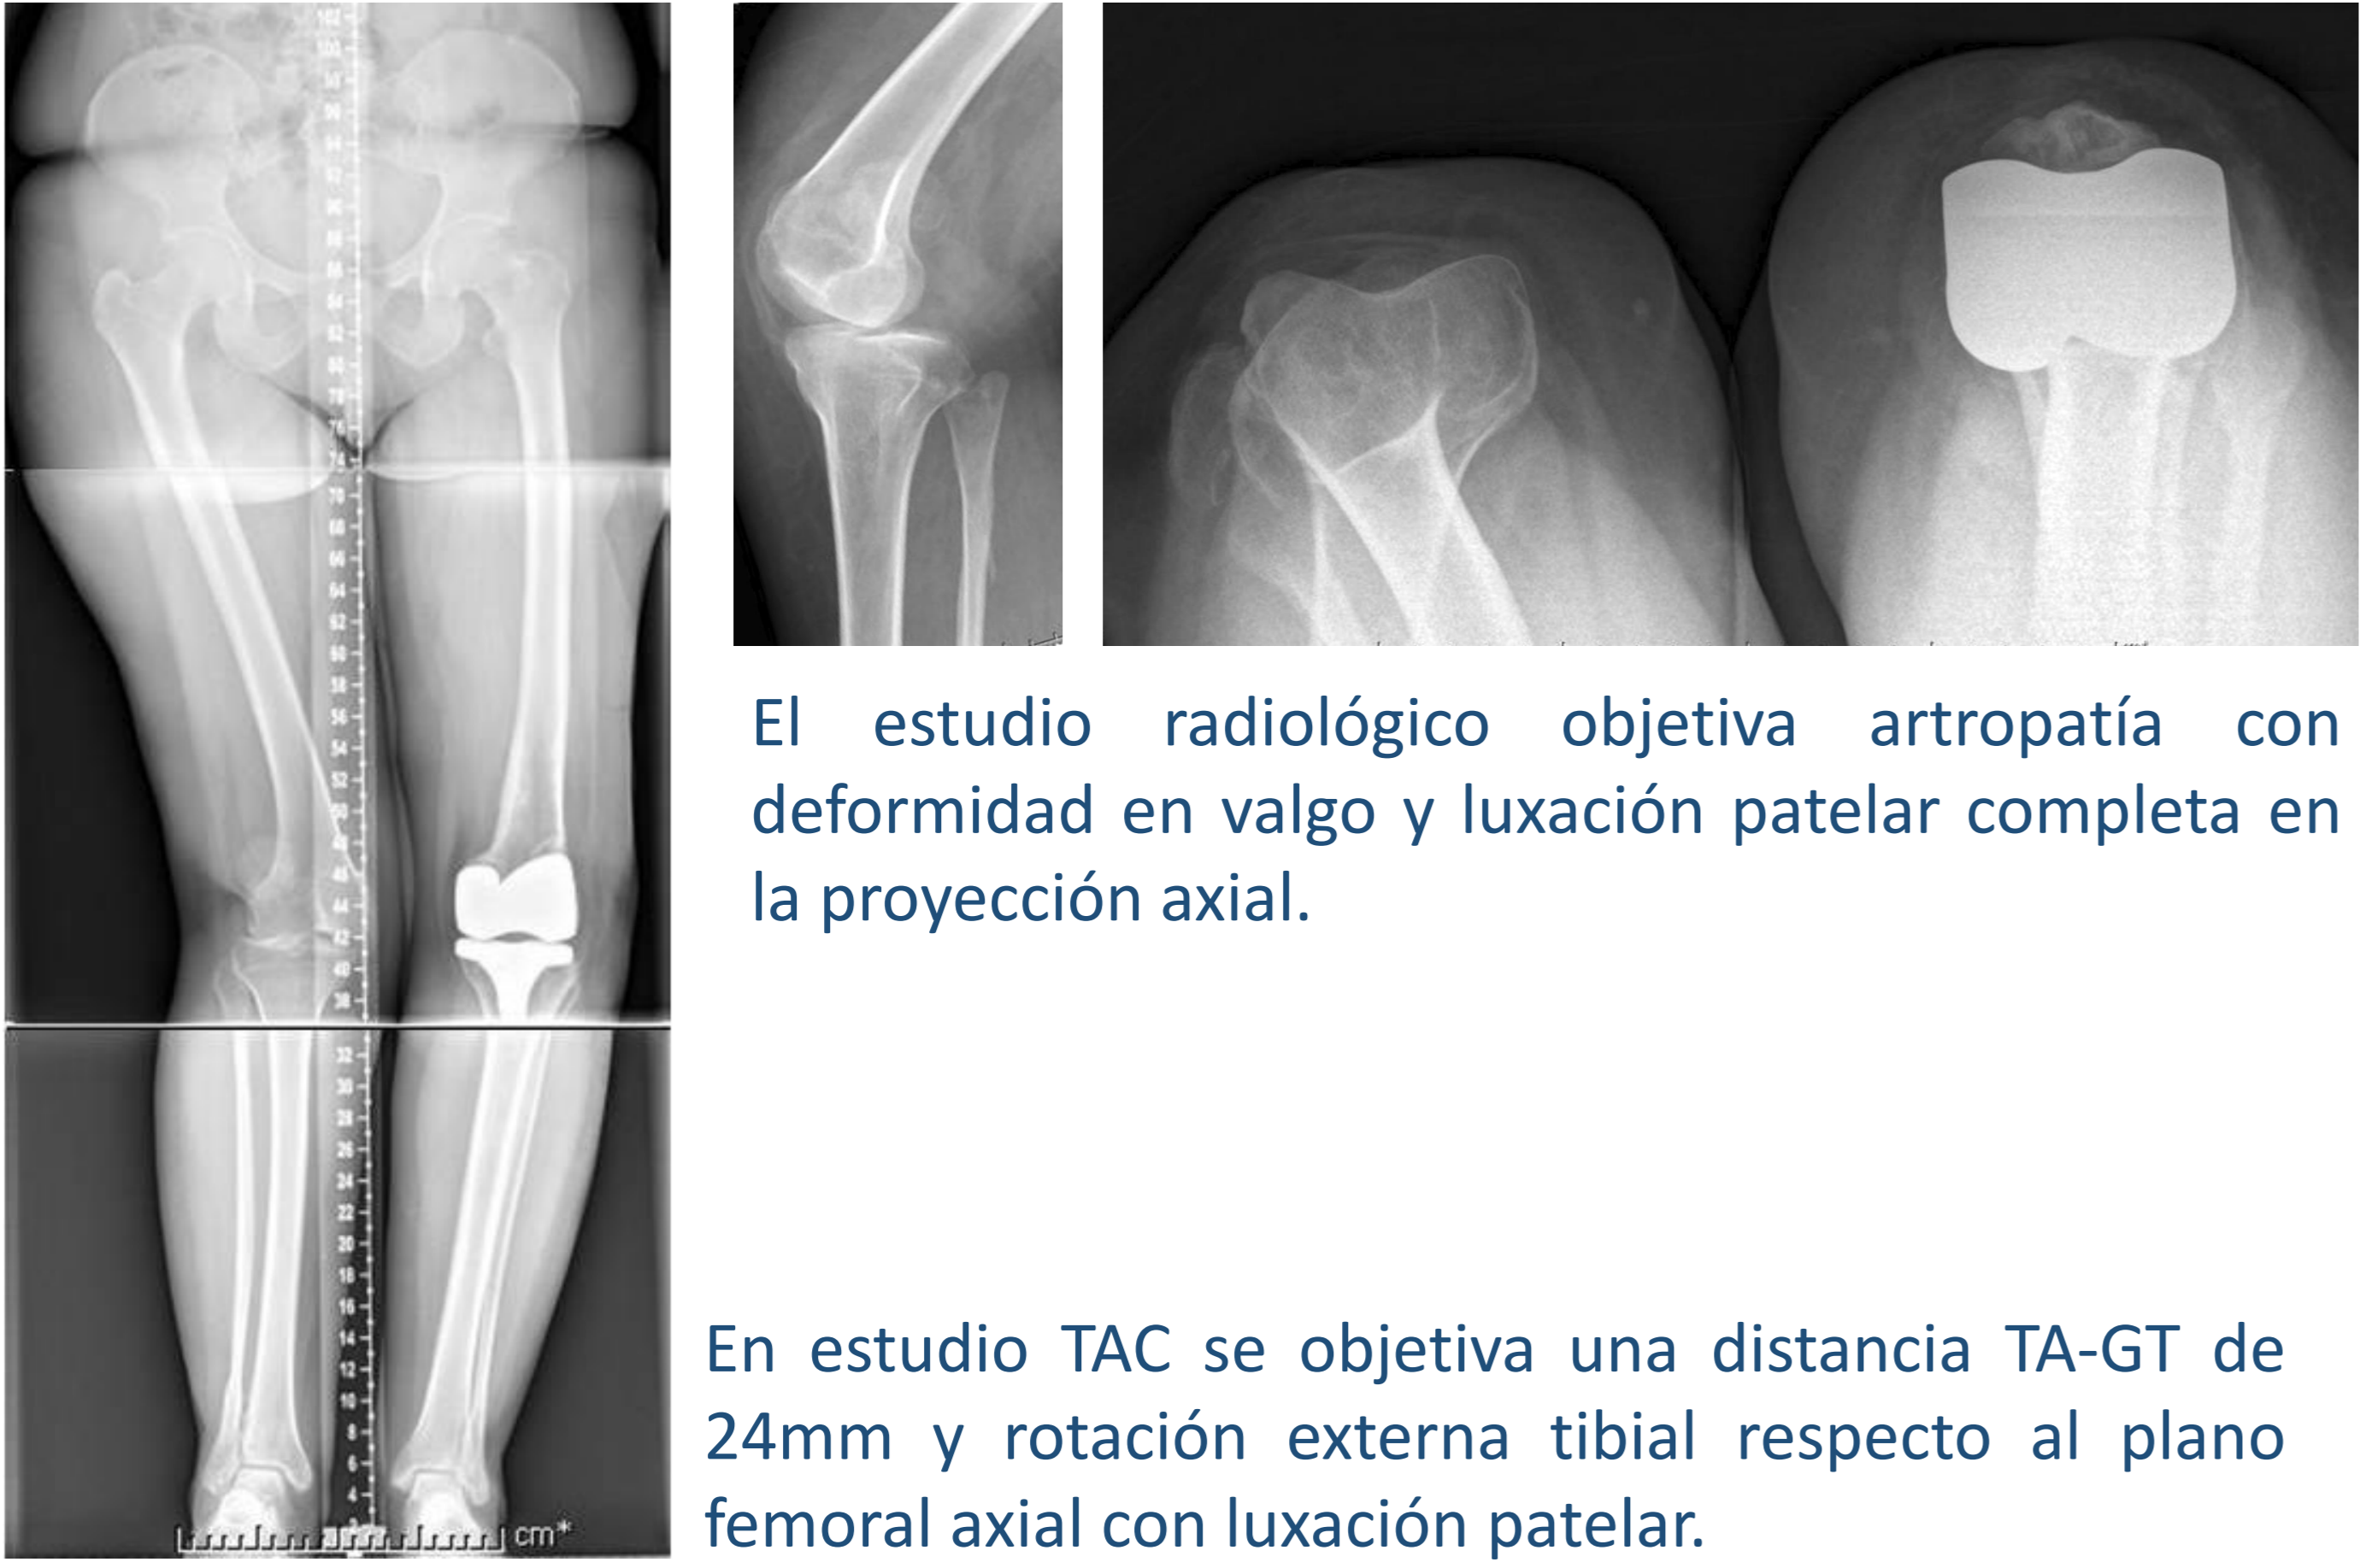 El estudio radiológico objetiva artropatía con
deformidad en valgo y luxación patelar completa en
la proyección axial.
En estudio TAC se objetiva una distancia TA-GT de
24mm y rotación externa tibial respecto al plano
femoral axial con luxación patelar.
cm*